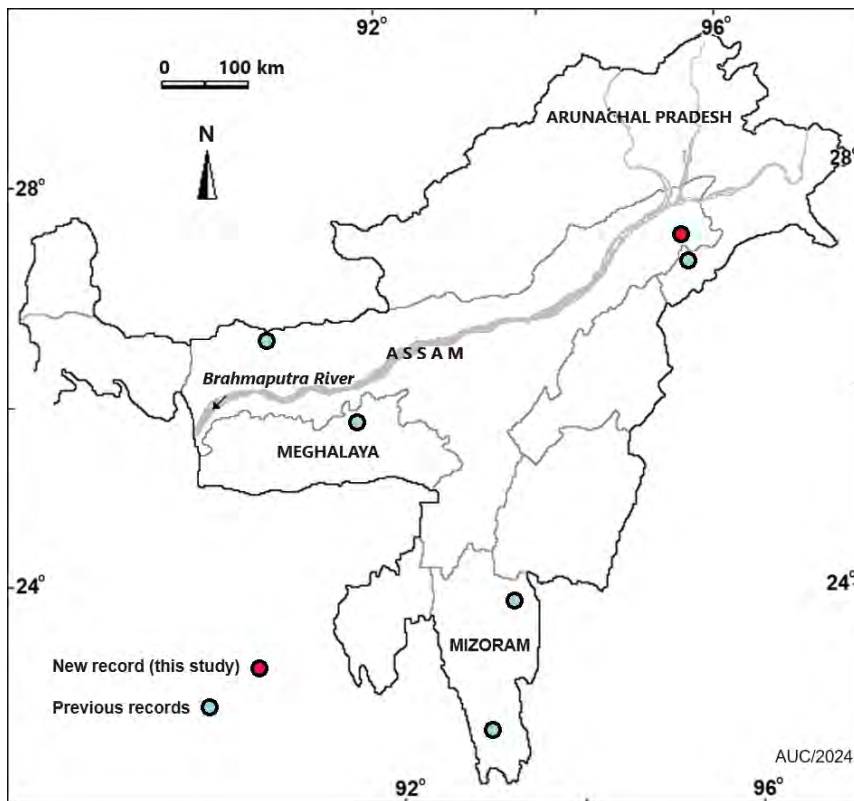 92°
96°
0 100 km
ARUNACHAL PRADESH
N
28°
28°
ASSAM
Brahmaputra River
MEGHALAYA
24°
24°
MIZORAM
New record (this study)
Previous records
AUC/2024
92°
96°